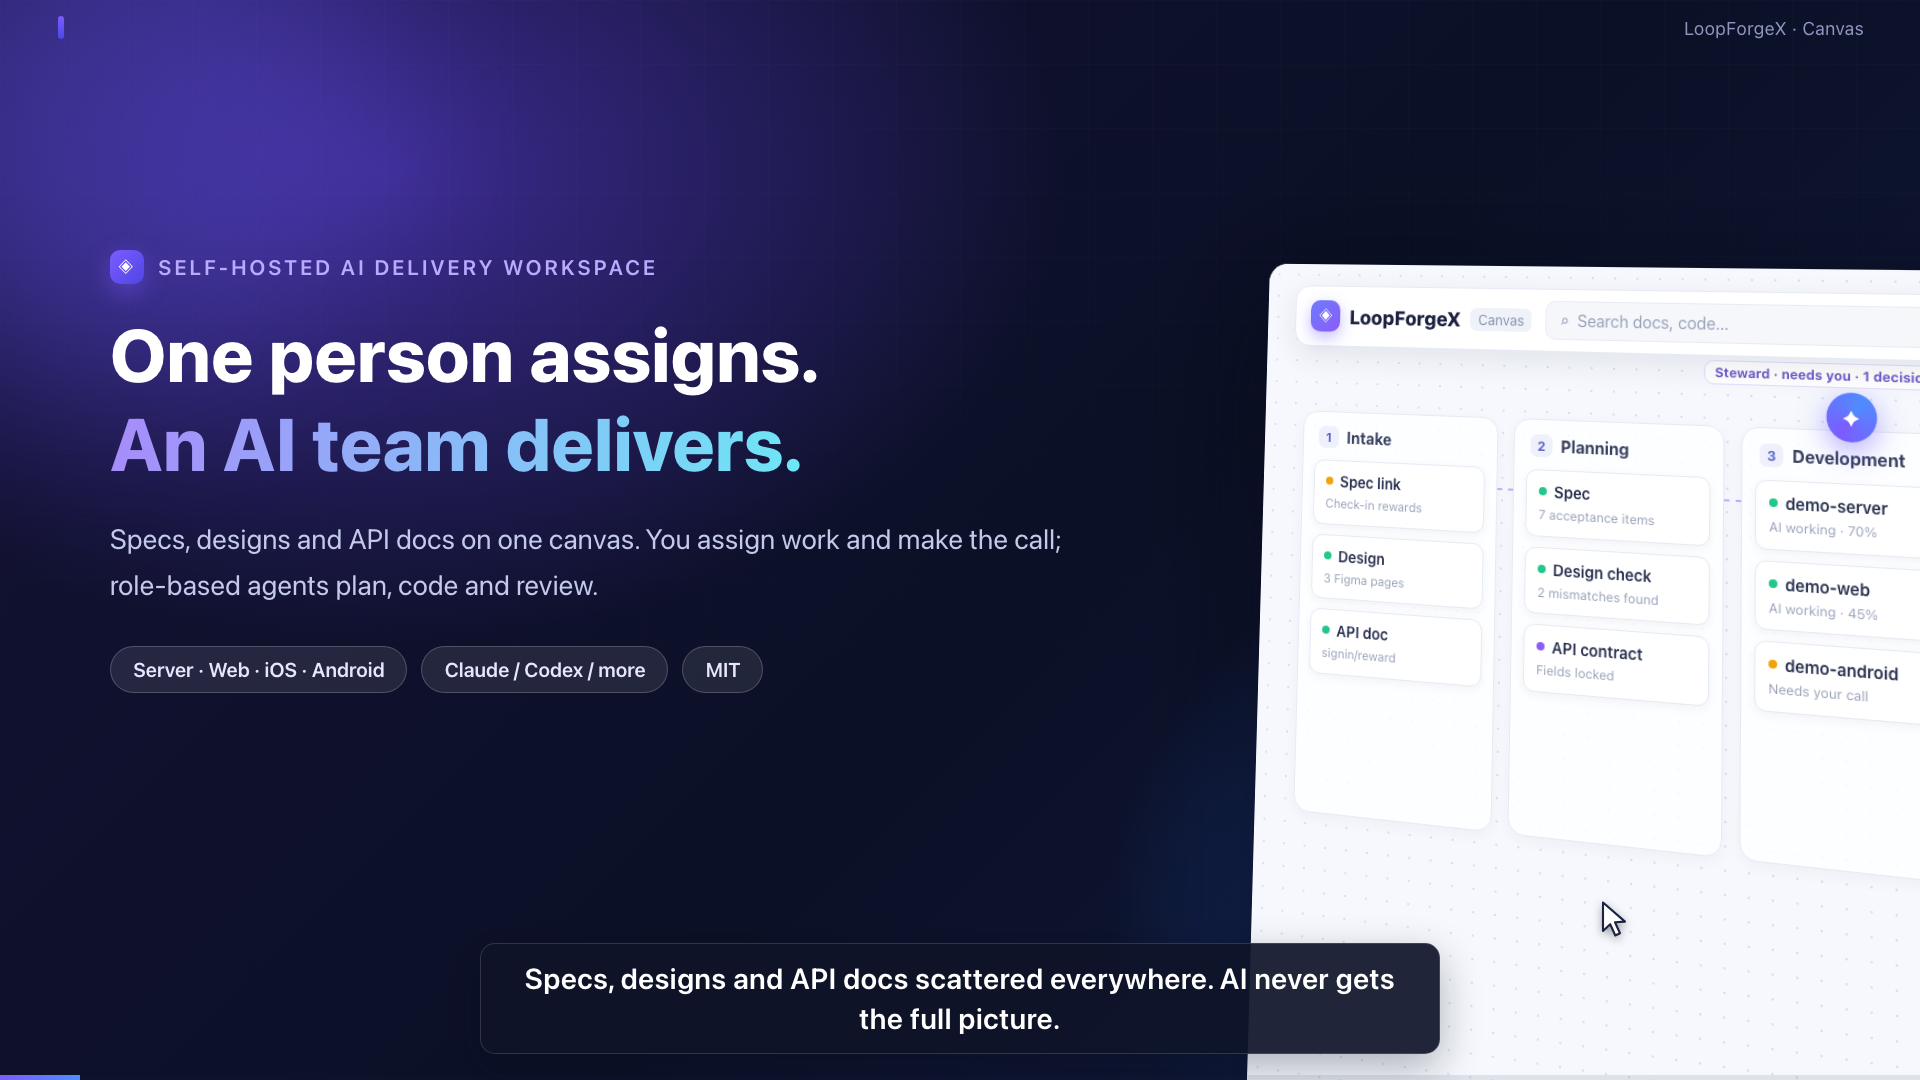 LoopForgeX · Canvas
SELF-HOSTED AI DELIVERY WORKSPACE
One person assigns.
An AI team delivers.
Specs, designs and API docs on one canvas. You assign work and make the call;
role-based agents plan, code and review.
Server · Web · iOS · Android
Claude / Codex / more
MIT
LoopForgeX
Canvas
Search docs, code...
Steward · needs you · 1
1 Intake
Spec link
Check-in rewards
Design
3 Figma pages
API doc
signin/reward
2 Planning
Spec
7 acceptance items
Design check
2 mismatches found
API contract
Fields locked
3 Development
demo-server
AI working · 70%
demo-web
AI working · 45%
demo-android
Needs your call
Specs, designs and API docs scattered everywhere. AI never gets
the full picture.